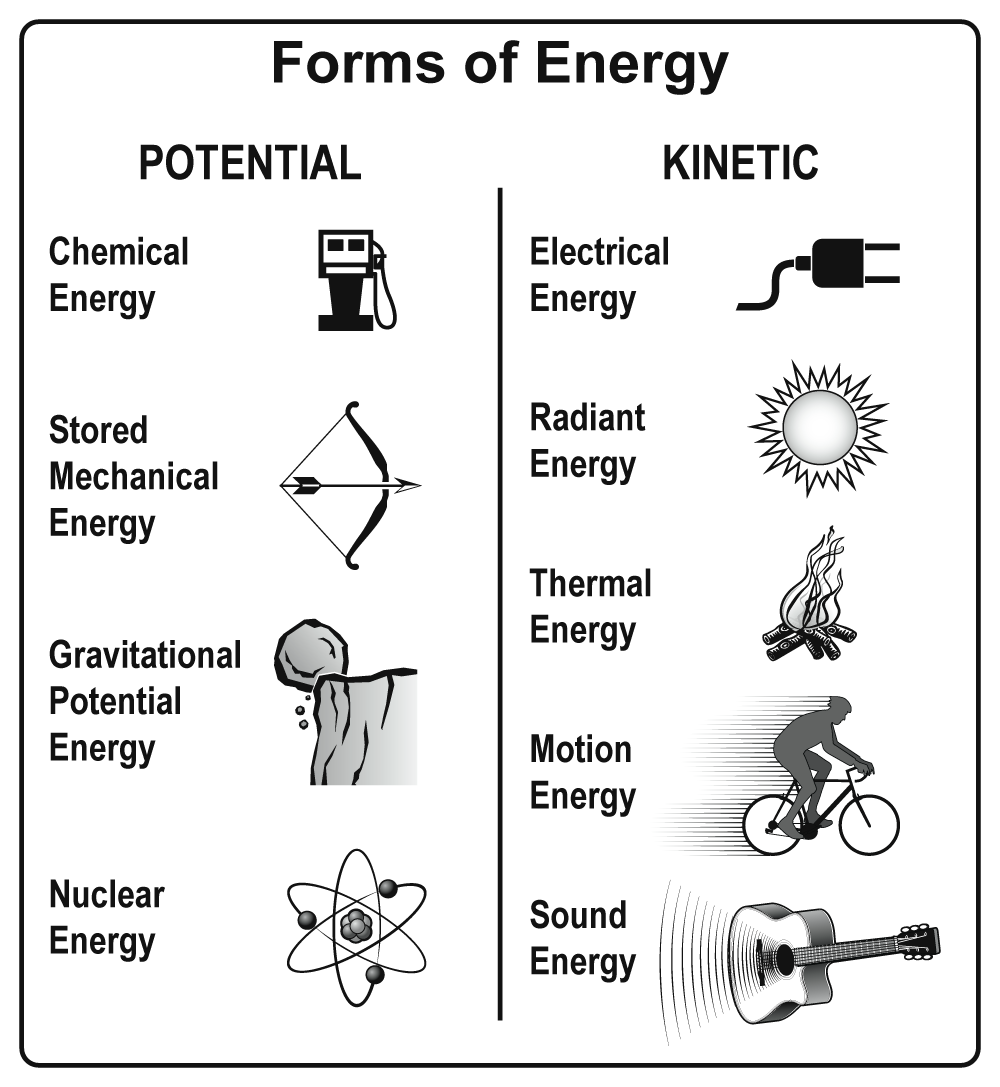 Forms of Energy
POTENTIAL
Chemical
Energy
Stored
Mechanical
Energy
Gravitational
Potential
Energy
Nuclear
Energy
KINETIC
Electrical
Energy
Radiant
Energy
Thermal
Energy
Motion
Energy
Sound
Energy